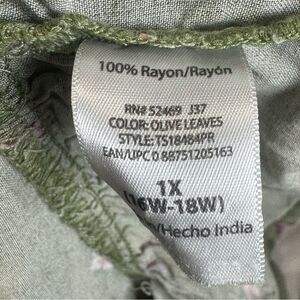 100% Rayon/Rayón
RN# 52469 J37
COLOR: OLIVE LEAVES
STYLE: TS18484PR
EAN/UPC 0 88751205163
1X
(16W-18W)
/Hecho India